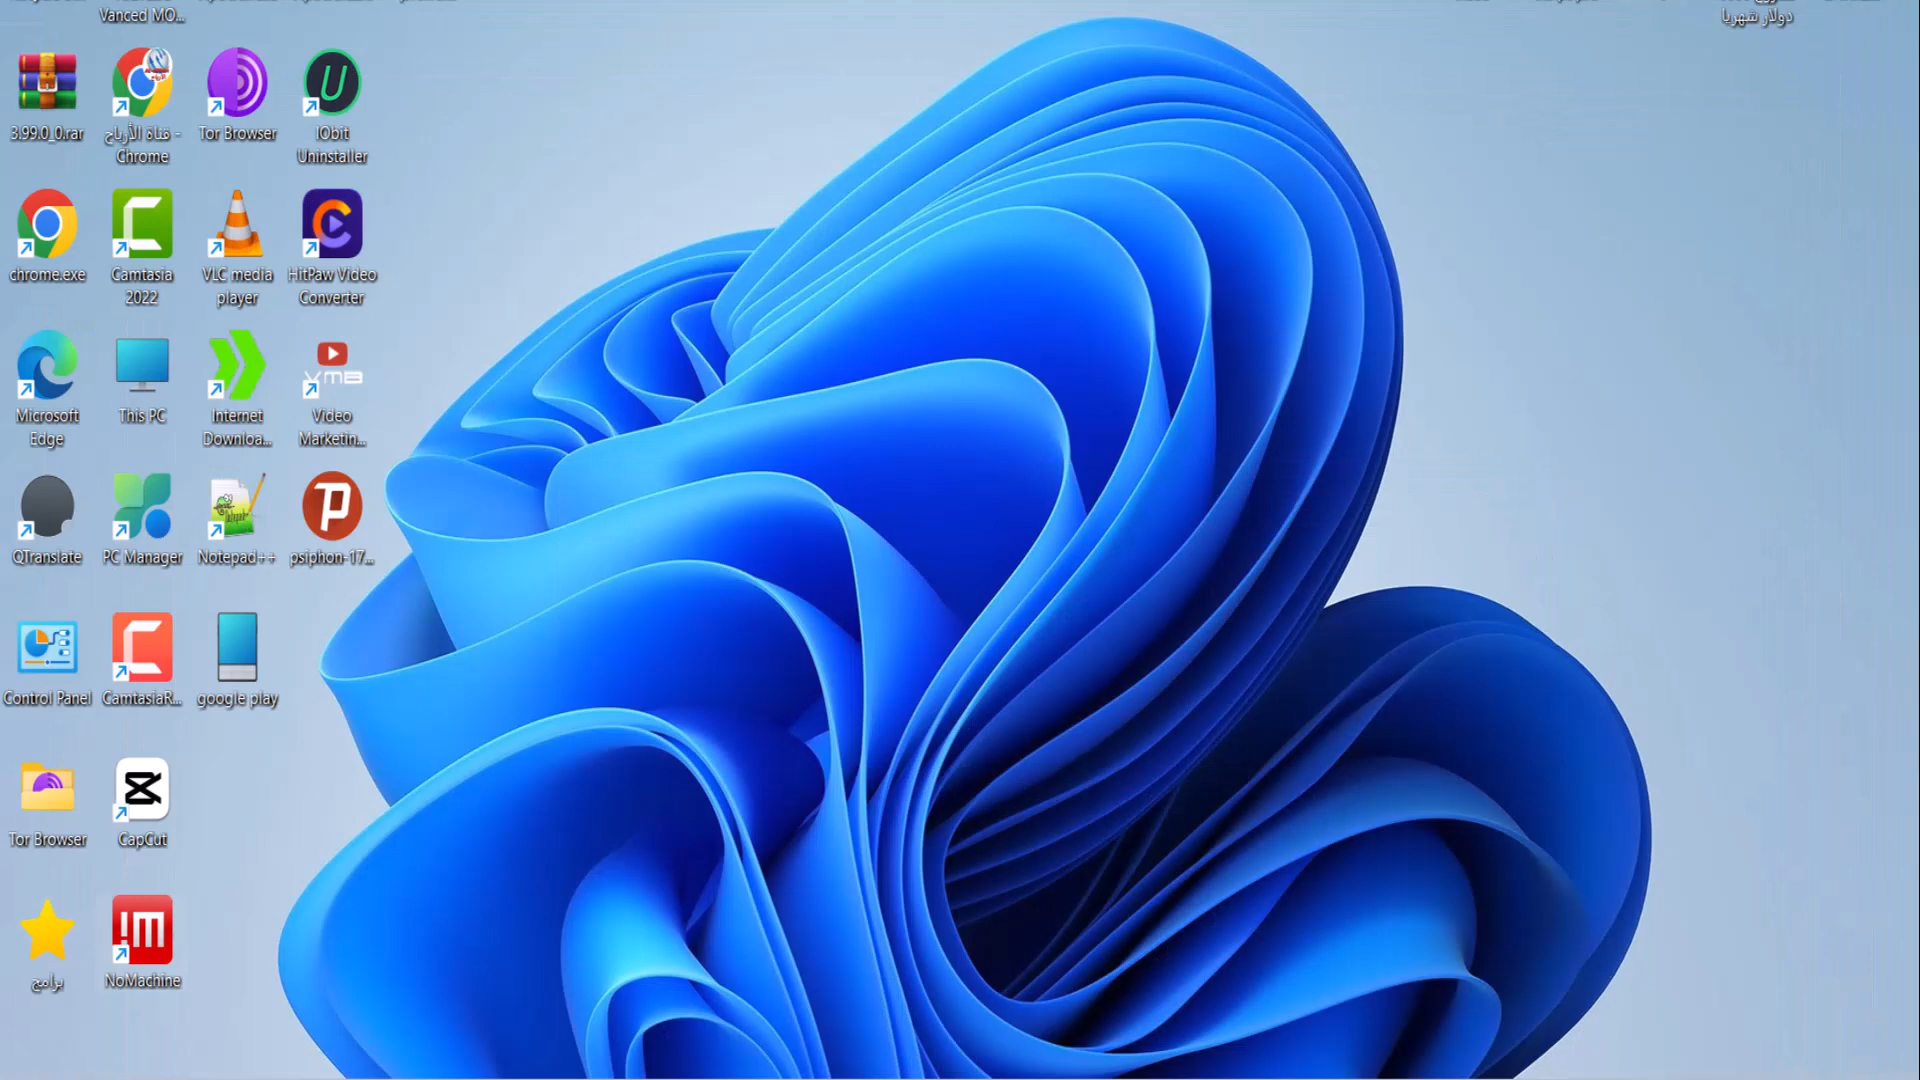 Vanced MO...
دولار شهريا
3.99.0_0.rar
قناة الأرباح -
Chrome
Tor Browser
IObit
Uninstaller
chrome.exe
Camtasia
2022
VLC media
player
HitPaw Video
Converter
Microsoft
Edge
This PC
Internet
Downloa...
VMB
Video
Marketin...
QTranslate
PC Manager
Notepad++
psiphon-17...
Control Panel
CamtasiaR...
google play
Tor Browser
CapCut
برامج
NoMachine